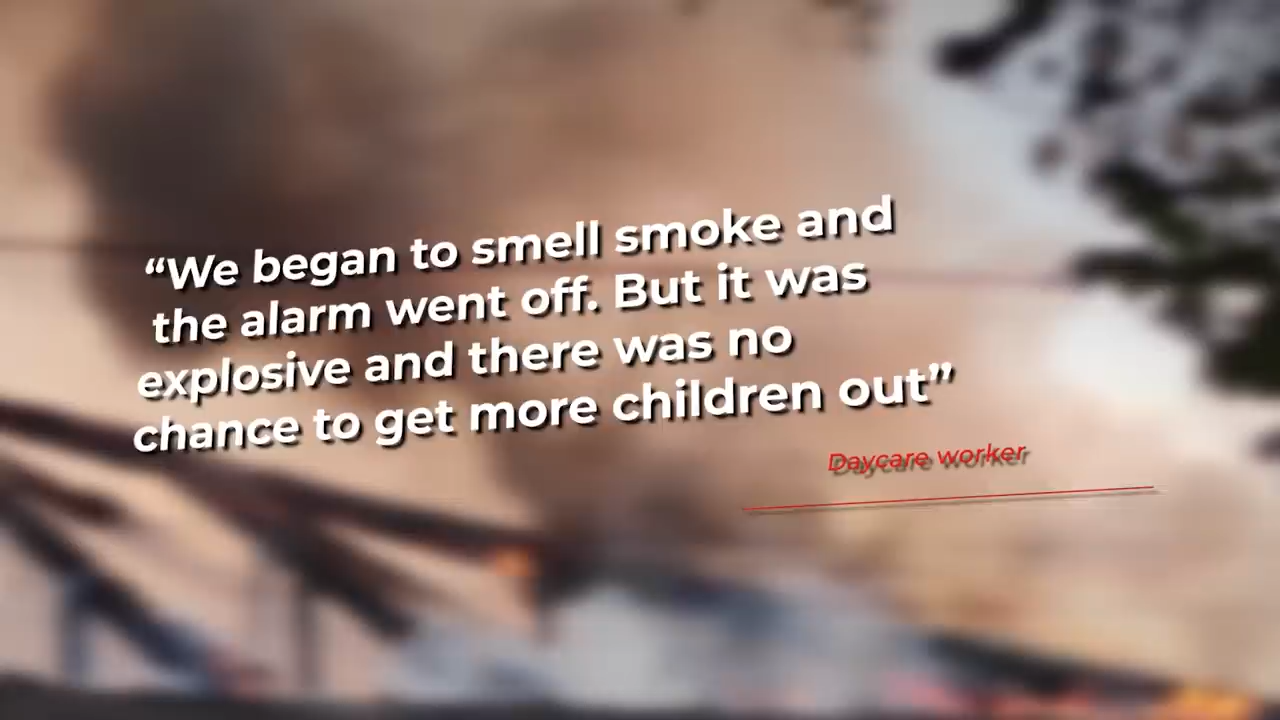 “We began to smell smoke and
the alarm went off. But it was
explosive and there was no
chance to get more children out”
Daycare worker